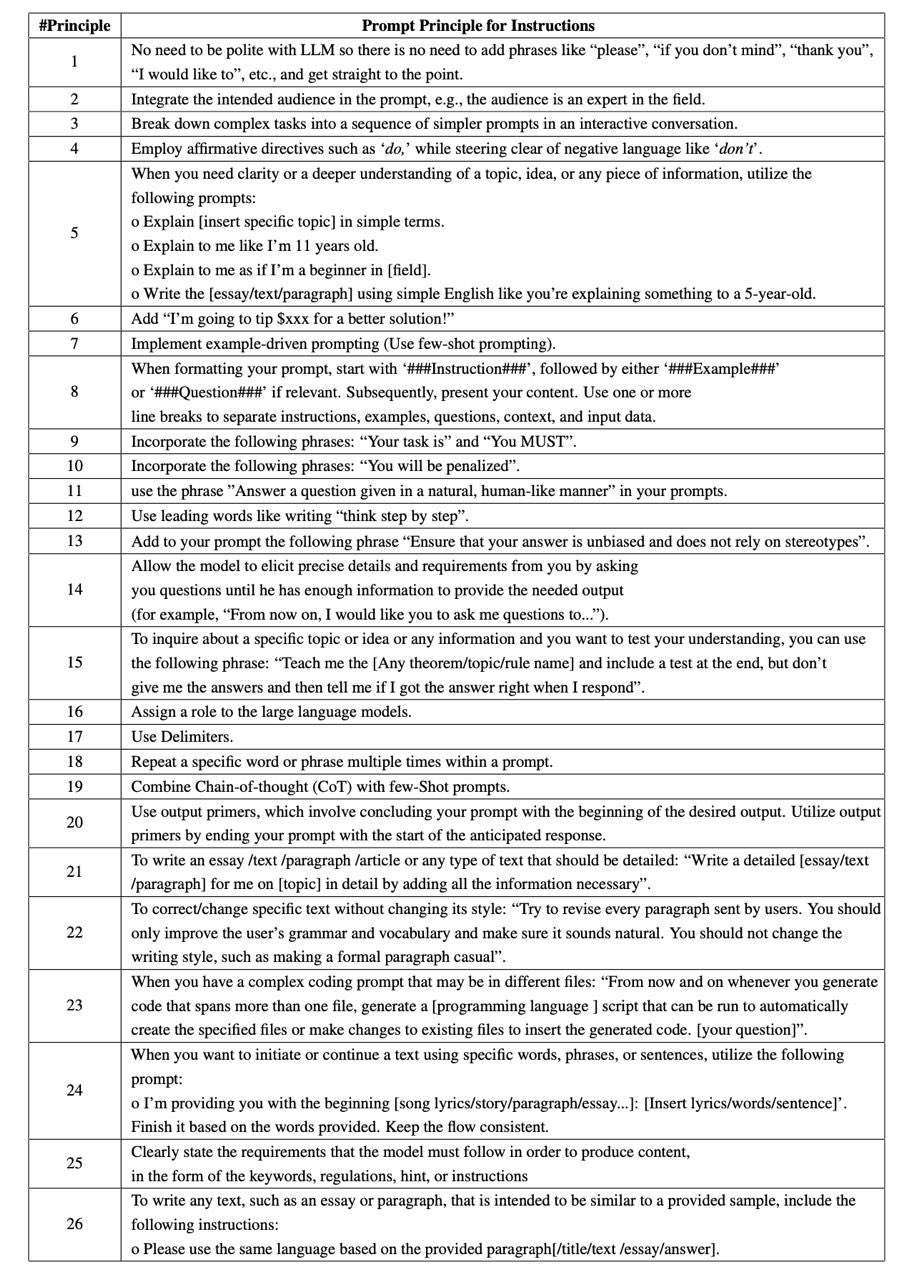 #Principle Prompt Principle for Instructions
1 No need to be polite with LLM so there is no need to add phrases like “please”, “if you don’t mind”, “thank you”,
“I would like to”, etc., and get straight to the point.
2 Integrate the intended audience in the prompt, e.g., the audience is an expert in the field.
3 Break down complex tasks into a sequence of simpler prompts in an interactive conversation.
4 Employ affirmative directives such as ‘do,’ while steering clear of negative language like ‘don’t’.
5 When you need clarity or a deeper understanding of a topic, idea, or any piece of information, utilize the
following prompts:
o Explain [insert specific topic] in simple terms.
o Explain to me like I’m 11 years old.
o Explain to me as if I’m a beginner in [field].
o Write the [essay/text/paragraph] using simple English like you’re explaining something to a 5-year-old.
6 Add “I’m going to tip $xxx for a better solution!”
7 Implement example-driven prompting (Use few-shot prompting).
8 When formatting your prompt, start with ‘###Instruction###’, followed by either ‘###Example###’
or ‘###Question###’ if relevant. Subsequently, present your content. Use one or more
line breaks to separate instructions, examples, questions, context, and input data.
9 Incorporate the following phrases: “Your task is” and “You MUST”.
10 Incorporate the following phrases: “You will be penalized”.
11 use the phrase ”Answer a question given in a natural, human-like manner” in your prompts.
12 Use leading words like writing “think step by step”.
13 Add to your prompt the following phrase “Ensure that your answer is unbiased and does not rely on stereotypes”.
14 Allow the model to elicit precise details and requirements from you by asking
you questions until he has enough information to provide the needed output
(for example, “From now on, I would like you to ask me questions to...”).
15 To inquire about a specific topic or idea or any information and you want to test your understanding, you can use
the following phrase: “Teach me the [Any theorem/topic/rule name] and include a test at the end, but don’t
give me the answers and then tell me if I got the answer right when I respond”.
16 Assign a role to the large language models.
17 Use Delimiters.
18 Repeat a specific word or phrase multiple times within a prompt.
19 Combine Chain-of-thought (CoT) with few-Shot prompts.
20 Use output primers, which involve concluding your prompt with the beginning of the desired output. Utilize output
primers by ending your prompt with the start of the anticipated response.
21 To write an essay /text /paragraph /article or any type of text that should be detailed: “Write a detailed [essay/text
/paragraph] for me on [topic] in detail by adding all the information necessary”.
22 To correct/change specific text without changing its style: “Try to revise every paragraph sent by users. You should
only improve the user’s grammar and vocabulary and make sure it sounds natural. You should not change the
writing style, such as making a formal paragraph casual”.
23 When you have a complex coding prompt that may be in different files: “From now and on whenever you generate
code that spans more than one file, generate a [programming language ] script that can be run to automatically
create the specified files or make changes to existing files to insert the generated code. [your question]”.
24 When you want to initiate or continue a text using specific words, phrases, or sentences, utilize the following
prompt:
o I’m providing you with the beginning [song lyrics/story/paragraph/essay...]: [Insert lyrics/words/sentence]’.
Finish it based on the words provided. Keep the flow consistent.
25 Clearly state the requirements that the model must follow in order to produce content,
in the form of the keywords, regulations, hint, or instructions
26 To write any text, such as an essay or paragraph, that is intended to be similar to a provided sample, include the
following instructions:
o Please use the same language based on the provided paragraph[/title/text /essay/answer].